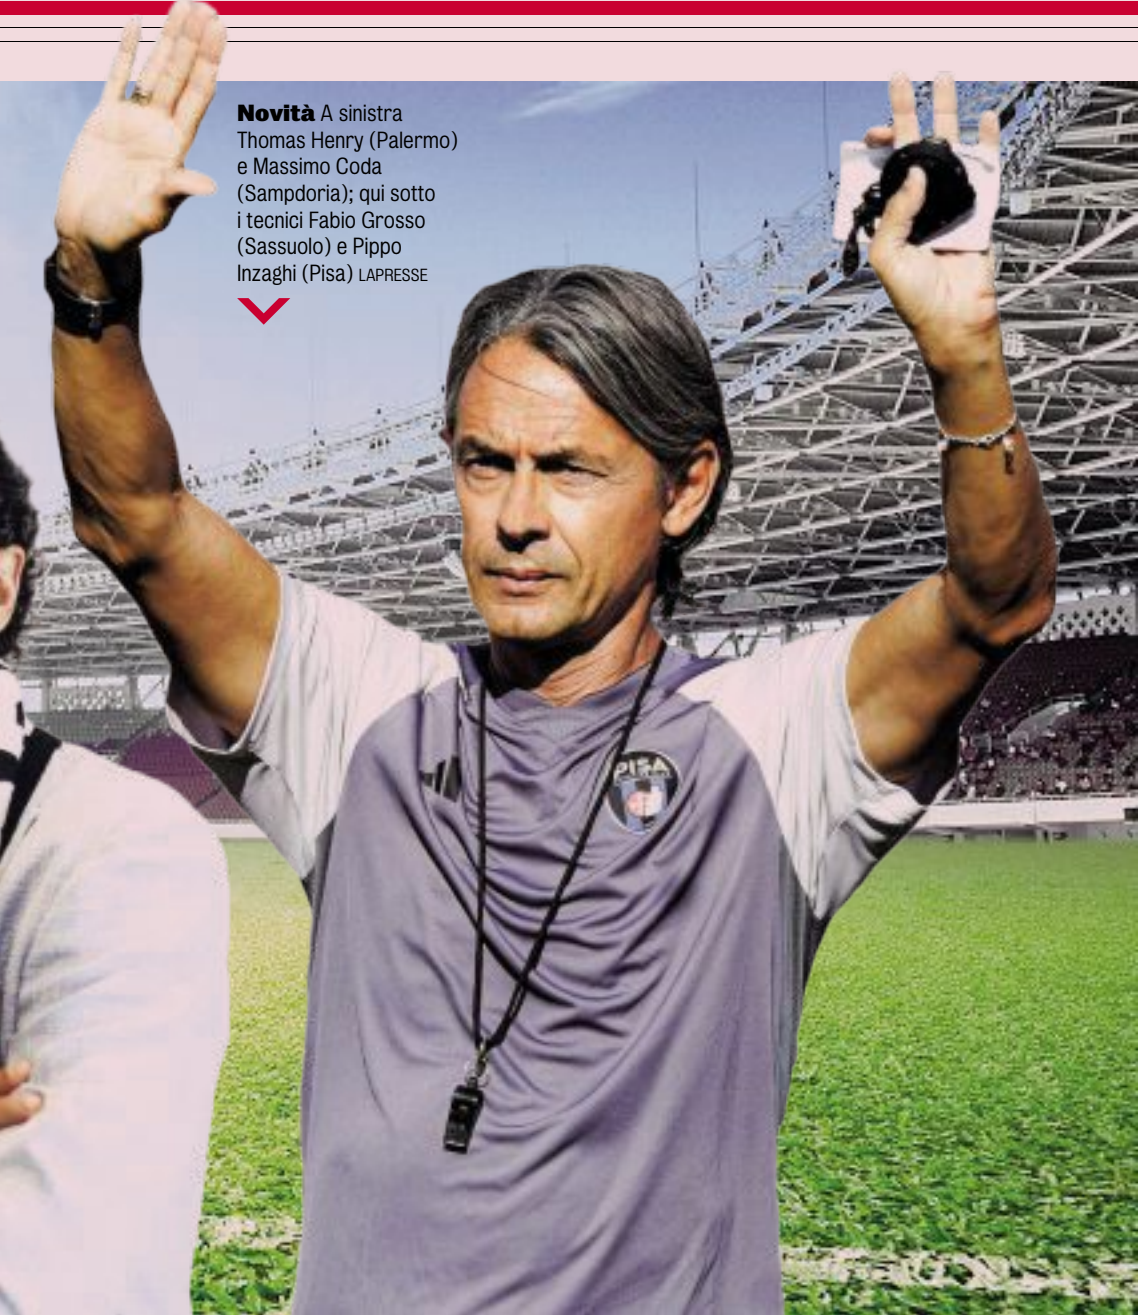 Novità A sinistra
Thomas Henry (Palermo)
e Massimo Coda
(Sampdoria); qui sotto
i tecnici Fabio Grosso
(Sassuolo) e Pippo
Inzaghi (Pisa) LAPRESSE
PISA